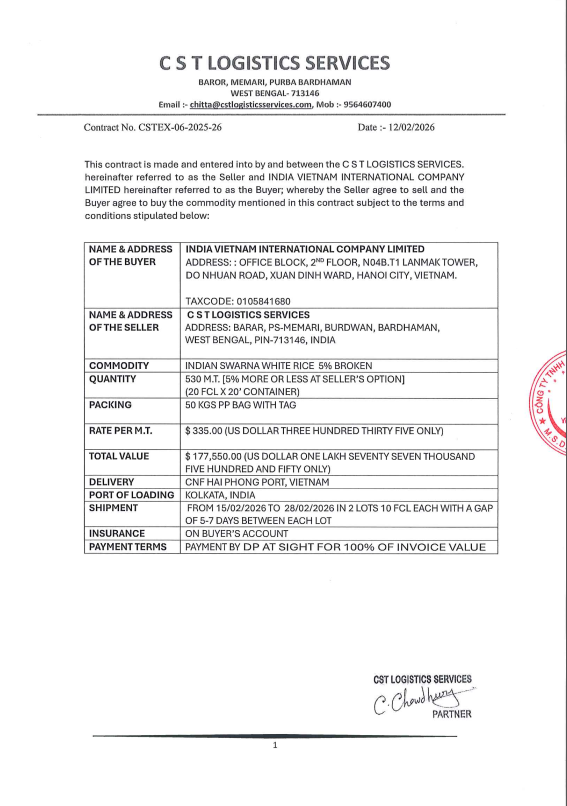 C S T LOGISTICS SERVICES
BAROR, MEMARI, PURBA BARDHAMAN
WEST BENGAL- 713146
Email :- chitta@cstlogisticsservices.com, Mob :- 9564607400
Contract No. CSTEX-06-2025-26 Date :- 12/02/2026
This contract is made and entered into by and between the C S T LOGISTICS SERVICES.
hereinafter referred to as the Seller and INDIA VIETNAM INTERNATIONAL COMPANY
LIMITED hereinafter referred to as the Buyer; whereby the Seller agree to sell and the
Buyer agree to buy the commodity mentioned in this contract subject to the terms and
conditions stipulated below:
NAME & ADDRESS INDIA VIETNAM INTERNATIONAL COMPANY LIMITED
OF THE BUYER ADDRESS: : OFFICE BLOCK, 2ND FLOOR, N04B.T1 LANMAK TOWER,
DO NHUAN ROAD, XUAN DINH WARD, HANOI CITY, VIETNAM.
TAXCODE: 0105841680
NAME & ADDRESS C S T LOGISTICS SERVICES
OF THE SELLER ADDRESS: BARAR, PS-MEMARI, BURDWAN, BARDHAMAN,
WEST BENGAL, PIN-713146, INDIA
COMMODITY INDIAN SWARNA WHITE RICE 5% BROKEN
QUANTITY 530 M.T. [5% MORE OR LESS AT SELLER'S OPTION]
(20 FCL X 20' CONTAINER)
PACKING 50 KGS PP BAG WITH TAG
RATE PER M.T. $ 335.00 (US DOLLAR THREE HUNDRED THIRTY FIVE ONLY)
TOTAL VALUE $ 177,550.00 (US DOLLAR ONE LAKH SEVENTY SEVEN THOUSAND
FIVE HUNDRED AND FIFTY ONLY)
DELIVERY CNF HAI PHONG PORT, VIETNAM
PORT OF LOADING KOLKATA, INDIA
SHIPMENT FROM 15/02/2026 TO 28/02/2026 IN 2 LOTS 10 FCL EACH WITH A GAP
OF 5-7 DAYS BETWEEN EACH LOT
INSURANCE ON BUYER'S ACCOUNT
PAYMENT TERMS PAYMENT BY DP AT SIGHT FOR 100% OF INVOICE VALUE
CÔNG TY TNHH
M.S.D
CST LOGISTICS SERVICES
C. Chowdhury
PARTNER
1